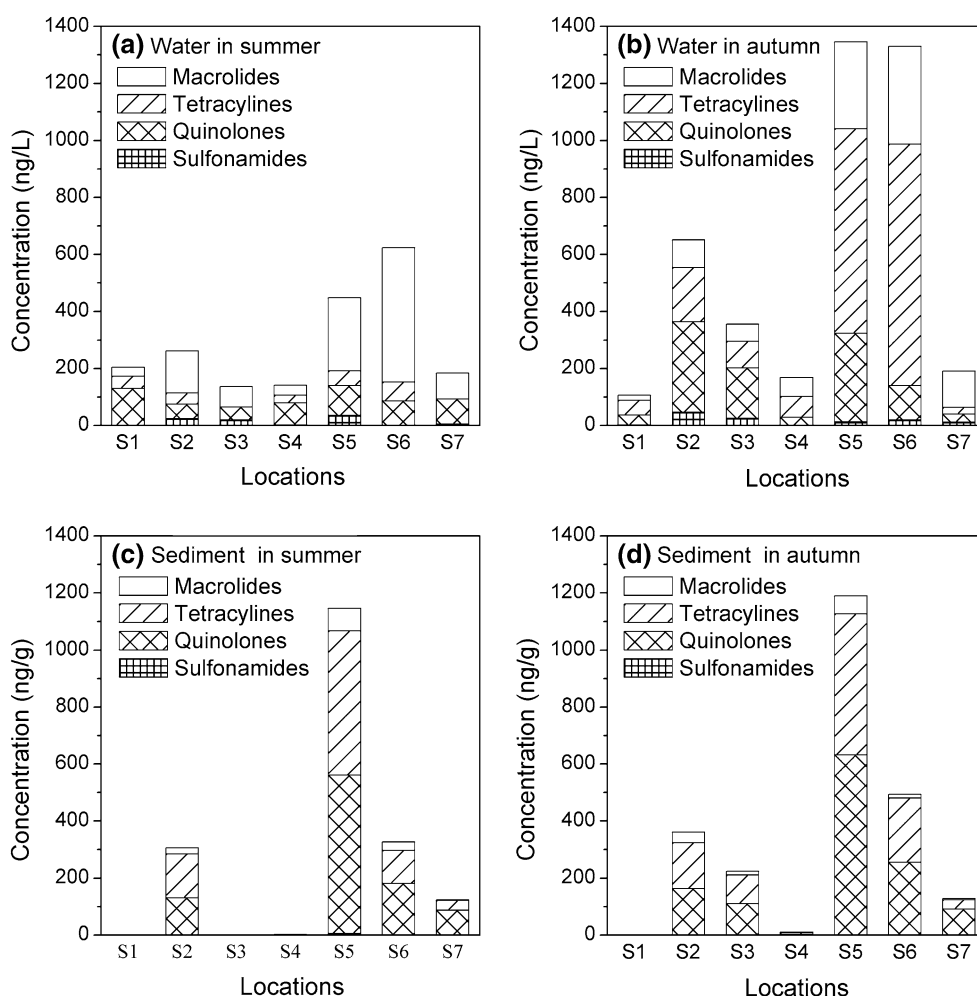 (a) Water in summer
Macrolides
Tetracylines
Quinolones
Sulfonamides
1400
1200
1000
800
600
400
200
0
Concentration (ng/L)
S1 S2 S3 S4 S5 S6 S7
Locations
(b) Water in autumn
Macrolides
Tetracylines
Quinolones
Sulfonamides
1400
1200
1000
800
600
400
200
0
Concentration (ng/L)
S1 S2 S3 S4 S5 S6 S7
Locations
(c) Sediment in summer
Macrolides
Tetracylines
Quinolones
Sulfonamides
1400
1200
1000
800
600
400
200
0
Concentration (ng/g)
S1 S2 S3 S4 S5 S6 S7
Locations
(d) Sediment in autumn
Macrolides
Tetracylines
Quinolones
Sulfonamides
1400
1200
1000
800
600
400
200
0
Concentration (ng/g)
S1 S2 S3 S4 S5 S6 S7
Locations